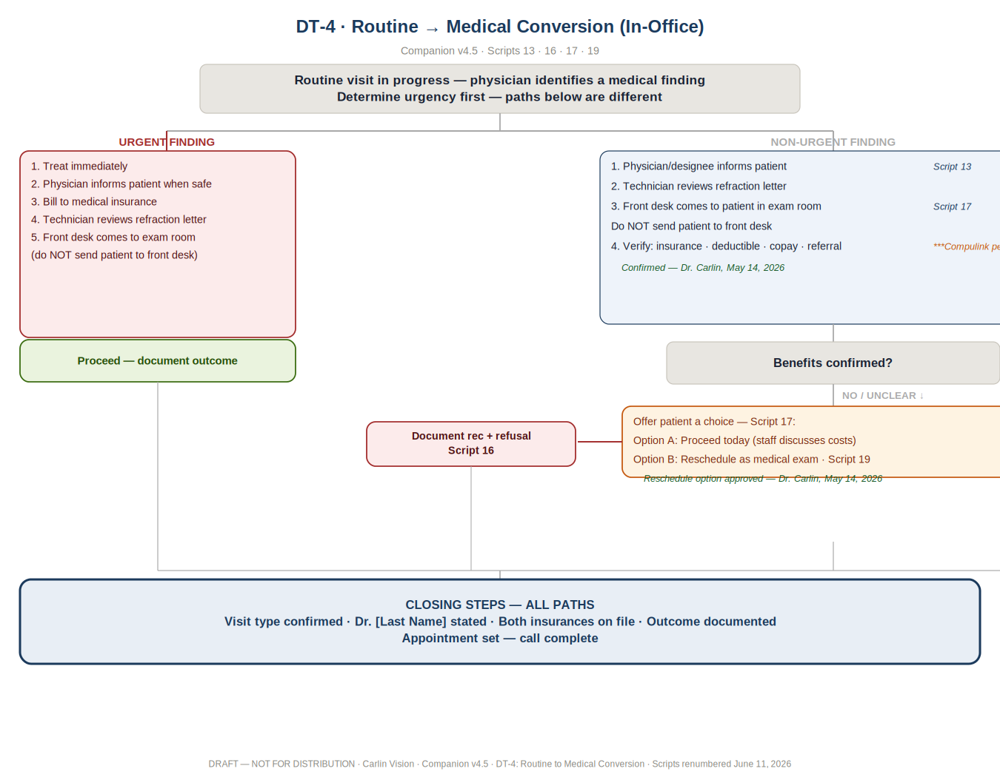 DT-4 · Routine → Medical Conversion (In-Office)
Companion v4.5 · Scripts 13 · 16 · 17 · 19
Routine visit in progress — physician identifies a medical finding
Determine urgency first — paths below are different
URGENT FINDING
1. Treat immediately
2. Physician informs patient when safe
3. Bill to medical insurance
4. Technician reviews refraction letter
5. Front desk comes to exam room
(do NOT send patient to front desk)
Proceed — document outcome
NON-URGENT FINDING
1. Physician/designee informs patient Script 13
2. Technician reviews refraction letter
3. Front desk comes to patient in exam room Script 17
Do NOT send patient to front desk
4. Verify: insurance · deductible · copay · referral ***Compulink pe
Confirmed — Dr. Carlin, May 14, 2026
Benefits confirmed?
NO / UNCLEAR ↓
Offer patient a choice — Script 17:
Option A: Proceed today (staff discusses costs)
Option B: Reschedule as medical exam · Script 19
Reschedule option approved — Dr. Carlin, May 14, 2026
Document rec + refusal
Script 16
CLOSING STEPS — ALL PATHS
Visit type confirmed · Dr. [Last Name] stated · Both insurances on file · Outcome documented
Appointment set — call complete
DRAFT — NOT FOR DISTRIBUTION · Carlin Vision · Companion v4.5 · DT-4: Routine to Medical Conversion · Scripts renumbered June 11, 2026